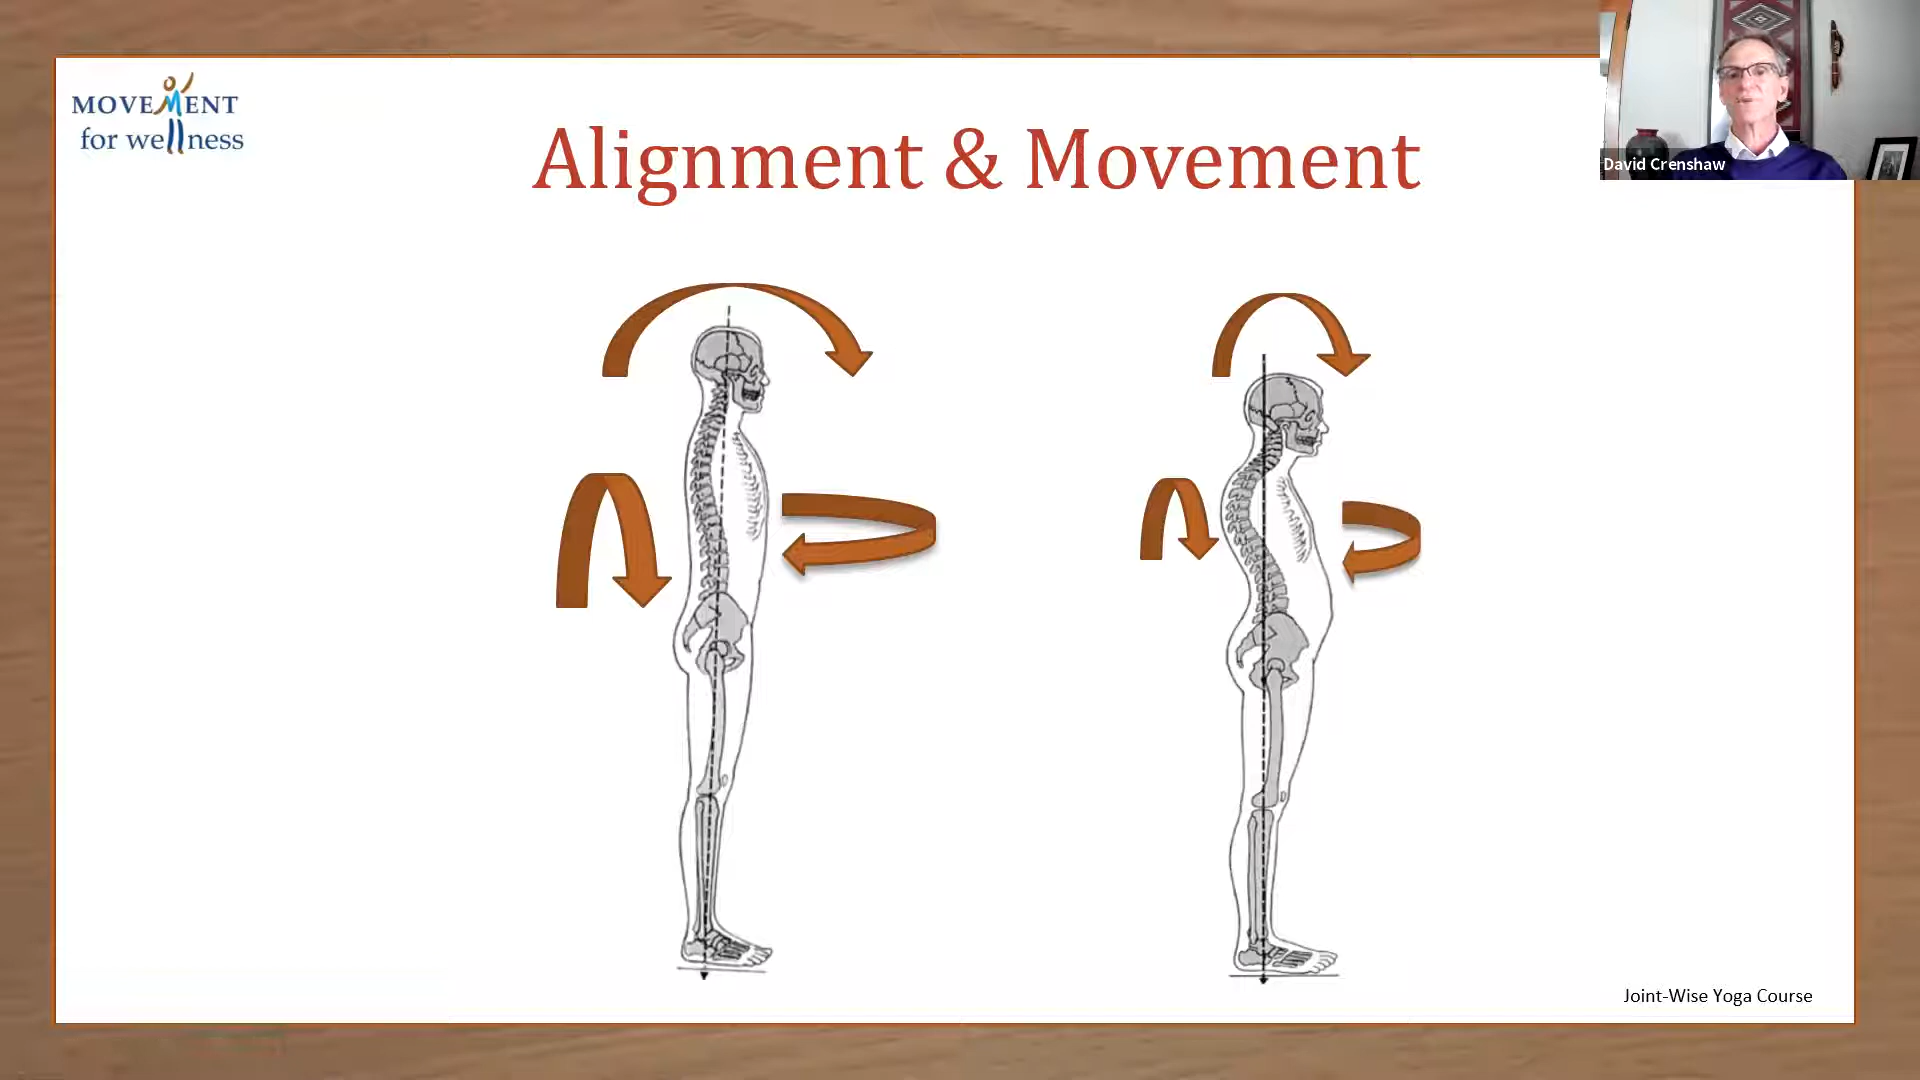 MOVEMENT
for wellness
Alignment & Movement
David Crenshaw
Joint-Wise Yoga Course